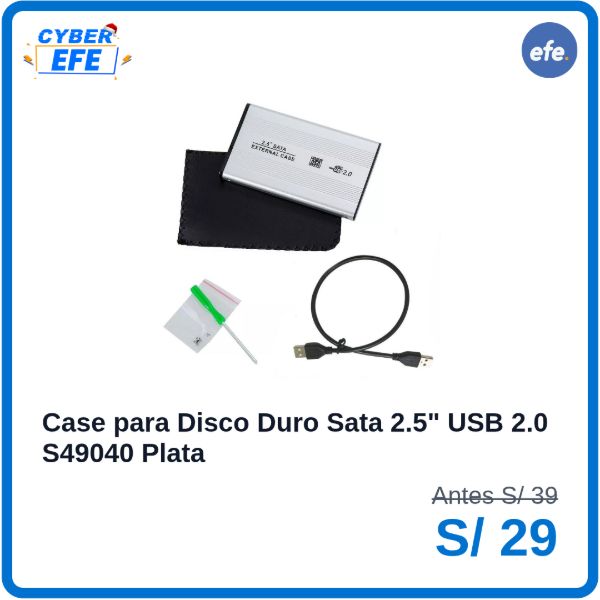 CYBER
EFE
efe.
2.5" SATA
EXTERNAL CASE
2.0
Case para Disco Duro Sata 2.5" USB 2.0
S49040 Plata
Antes S/ 39
S/ 29